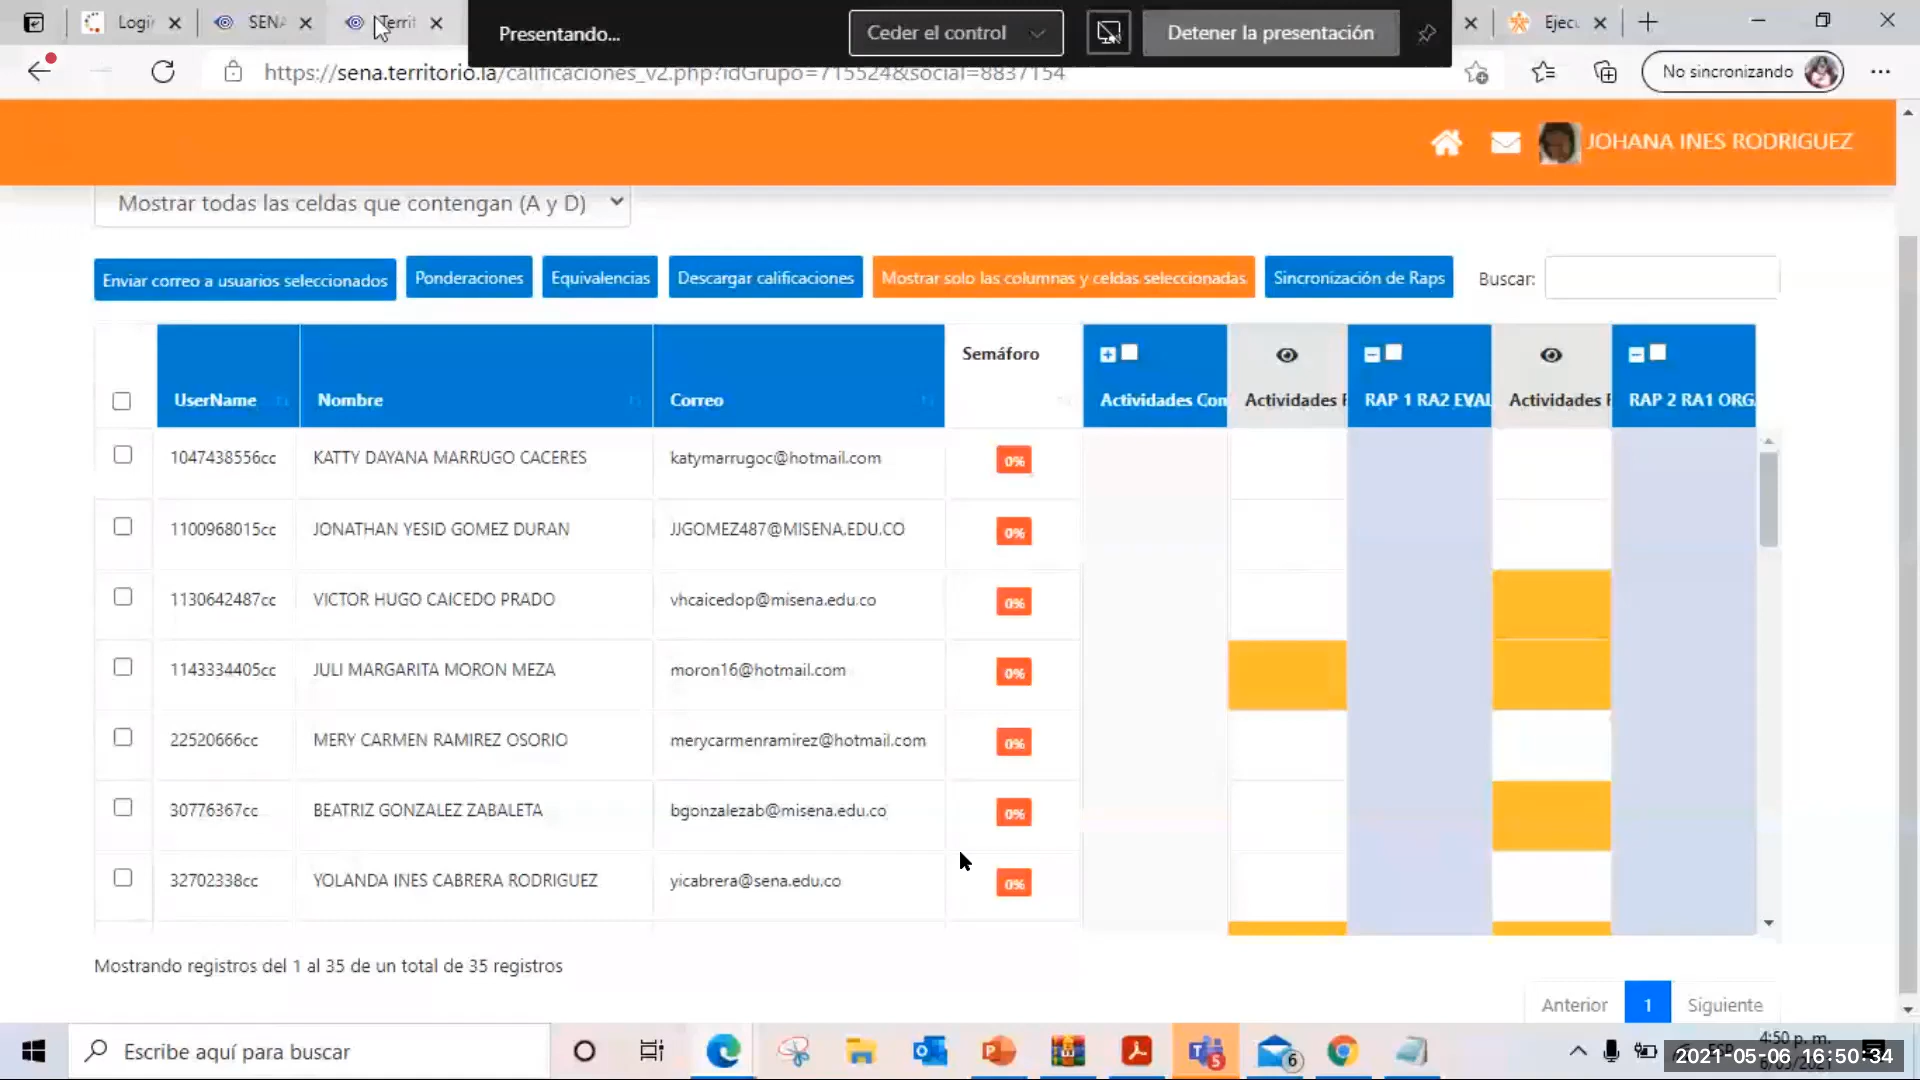 Login
SENA
Territ
Presentando...
Ceder el control
Detener la presentación
Ejecu
https://sena.territorio.la/calificaciones_v2.php?idGrupo=715524&social=8837154
No sincronizando
JOHANA INES RODRIGUEZ
Mostrar todas las celdas que contengan (A y D)
Enviar correo a usuarios seleccionados
Ponderaciones
Equivalencias
Descargar calificaciones
Mostrar solo las columnas y celdas seleccionadas
Sincronización de Raps
Buscar:
Semáforo
UserName
Nombre
Correo
Actividades Com
Actividades F
RAP 1 RA2 EVAL
Actividades F
RAP 2 RA1 ORG
1047438556cc KATTY DAYANA MARRUGO CACERES katymarrugoc@hotmail.com 0%
1100968015cc JONATHAN YESID GOMEZ DURAN JJGOMEZ487@MISENA.EDU.CO 0%
1130642487cc VICTOR HUGO CAICEDO PRADO vhcaicedop@misena.edu.co 0%
1143334405cc JULI MARGARITA MORON MEZA moron16@hotmail.com 0%
22520666cc MERY CARMEN RAMIREZ OSORIO merycarmenramirez@hotmail.com 0%
30776367cc BEATRIZ GONZALEZ ZABALETA bgonzalezab@misena.edu.co 0%
32702338cc YOLANDA INES CABRERA RODRIGUEZ yicabrera@sena.edu.co 0%
Mostrando registros del 1 al 35 de un total de 35 registros
Anterior 1 Siguiente
Escribe aquí para buscar
5
6
4:50 p. m.
2021-05-06 16:50:34